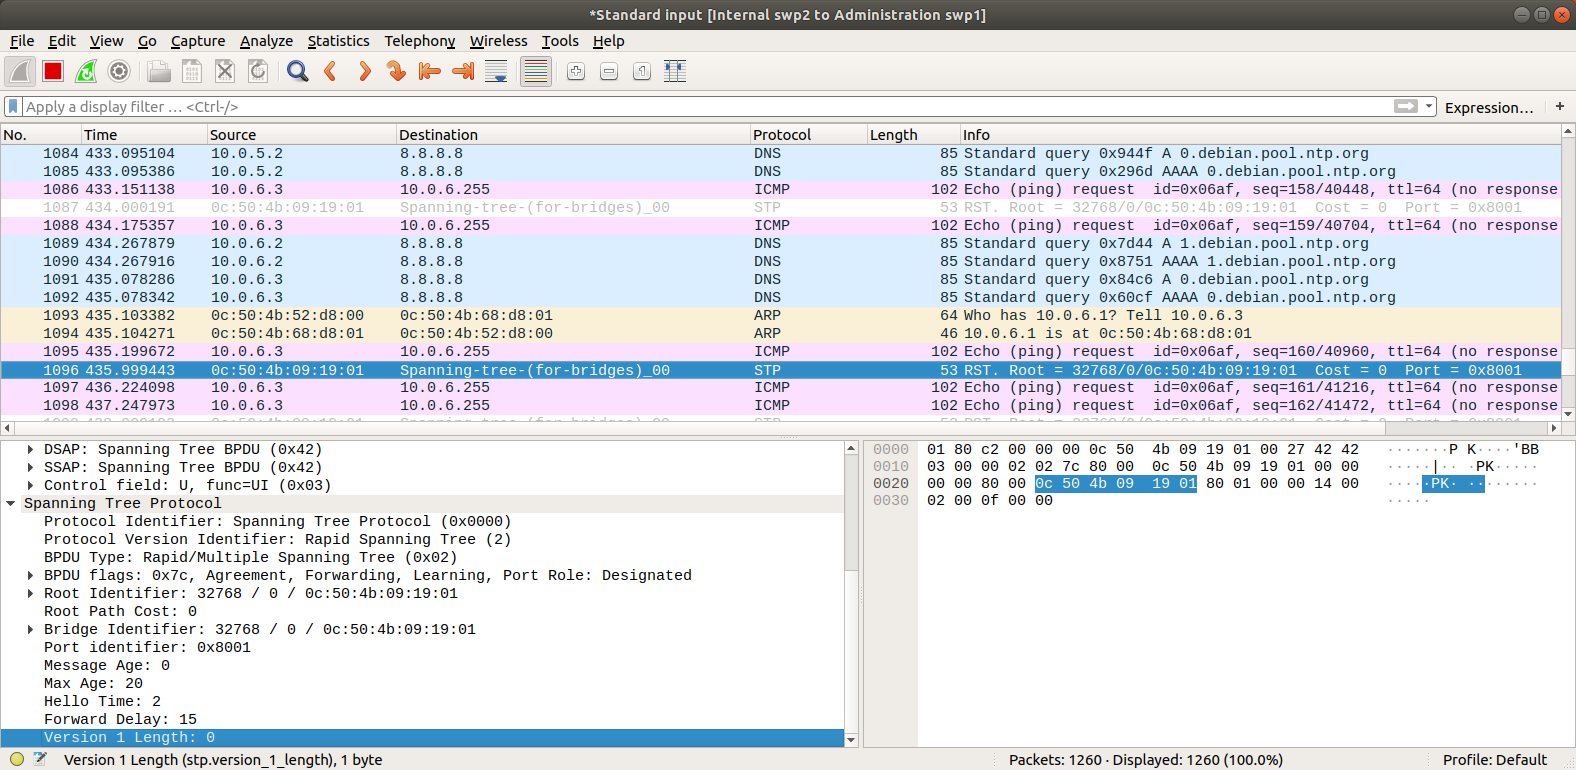 *Standard input [Internal swp2 to Administration swp1]
File Edit View Go Capture Analyze Statistics Telephony Wireless Tools Help
Apply a display filter … <Ctrl-/> Expression… +
No. Time Source Destination Protocol Length Info
1084 433.095104 10.0.5.2 8.8.8.8 DNS 85 Standard query 0x944f A 0.debian.pool.ntp.org
1085 433.095386 10.0.5.2 8.8.8.8 DNS 85 Standard query 0x296d AAAA 0.debian.pool.ntp.org
1086 433.151138 10.0.6.3 10.0.6.255 ICMP 102 Echo (ping) request id=0x06af, seq=158/40448, ttl=64 (no response
1087 434.000191 0c:50:4b:09:19:01 Spanning-tree-(for-bridges)_00 STP 53 RST. Root = 32768/0/0c:50:4b:09:19:01 Cost = 0 Port = 0x8001
1088 434.175357 10.0.6.3 10.0.6.255 ICMP 102 Echo (ping) request id=0x06af, seq=159/40704, ttl=64 (no response
1089 434.267879 10.0.6.2 8.8.8.8 DNS 85 Standard query 0x7d44 A 1.debian.pool.ntp.org
1090 434.267916 10.0.6.2 8.8.8.8 DNS 85 Standard query 0x8751 AAAA 1.debian.pool.ntp.org
1091 435.078286 10.0.6.3 8.8.8.8 DNS 85 Standard query 0x84c6 A 0.debian.pool.ntp.org
1092 435.078342 10.0.6.3 8.8.8.8 DNS 85 Standard query 0x60cf AAAA 0.debian.pool.ntp.org
1093 435.103382 0c:50:4b:52:d8:00 0c:50:4b:68:d8:01 ARP 64 Who has 10.0.6.1? Tell 10.0.6.3
1094 435.104271 0c:50:4b:68:d8:01 0c:50:4b:52:d8:00 ARP 46 10.0.6.1 is at 0c:50:4b:68:d8:01
1095 435.199672 10.0.6.3 10.0.6.255 ICMP 102 Echo (ping) request id=0x06af, seq=160/40960, ttl=64 (no response
1096 435.999443 0c:50:4b:09:19:01 Spanning-tree-(for-bridges)_00 STP 53 RST. Root = 32768/0/0c:50:4b:09:19:01 Cost = 0 Port = 0x8001
1097 436.224098 10.0.6.3 10.0.6.255 ICMP 102 Echo (ping) request id=0x06af, seq=161/41216, ttl=64 (no response
1098 437.247973 10.0.6.3 10.0.6.255 ICMP 102 Echo (ping) request id=0x06af, seq=162/41472, ttl=64 (no response
DSAP: Spanning Tree BPDU (0x42)
SSAP: Spanning Tree BPDU (0x42)
Control field: U, func=UI (0x03)
Spanning Tree Protocol
Protocol Identifier: Spanning Tree Protocol (0x0000)
Protocol Version Identifier: Rapid Spanning Tree (2)
BPDU Type: Rapid/Multiple Spanning Tree (0x02)
BPDU flags: 0x7c, Agreement, Forwarding, Learning, Port Role: Designated
Root Identifier: 32768 / 0 / 0c:50:4b:09:19:01
Root Path Cost: 0
Bridge Identifier: 32768 / 0 / 0c:50:4b:09:19:01
Port identifier: 0x8001
Message Age: 0
Max Age: 20
Hello Time: 2
Forward Delay: 15
Version 1 Length: 0
0000 01 80 c2 00 00 00 0c 50 4b 09 19 01 00 27 42 42 ·······P K····'BB
0010 03 00 00 02 02 7c 80 00 0c 50 4b 09 19 01 00 00 ·····|·· ·PK·····
0020 00 00 80 00 0c 50 4b 09 19 01 80 01 00 00 14 00 ·····PK· ········
0030 02 00 0f 00 00 ·····
Version 1 Length (stp.version_1_length), 1 byte Packets: 1260 · Displayed: 1260 (100.0%) Profile: Default